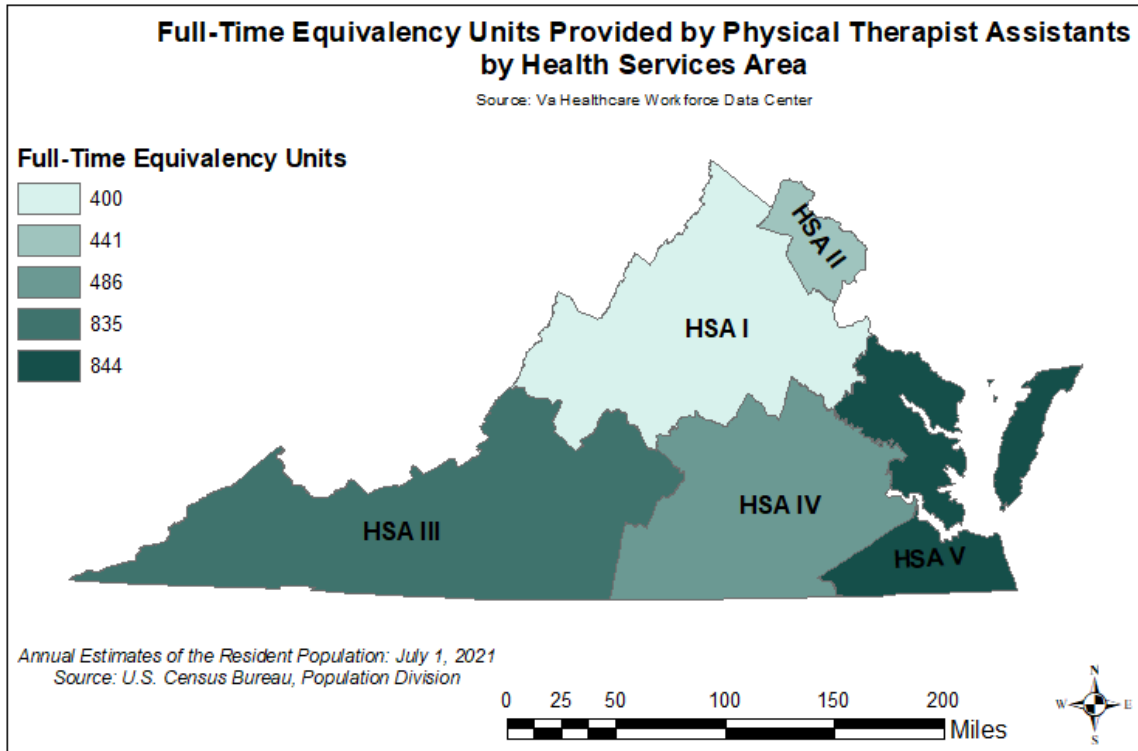 Full-Time Equivalency Units Provided by Physical Therapist Assistants
by Health Services Area
Source: Va Healthcare Workforce Data Center
Full-Time Equivalency Units
400
441
486
835
844
HSA II
HSA I
HSA IV
HSA III
HSA V
Annual Estimates of the Resident Population: July 1, 2021
Source: U.S. Census Bureau, Population Division
0 25 50 100 150 200
Miles
N
W E
S